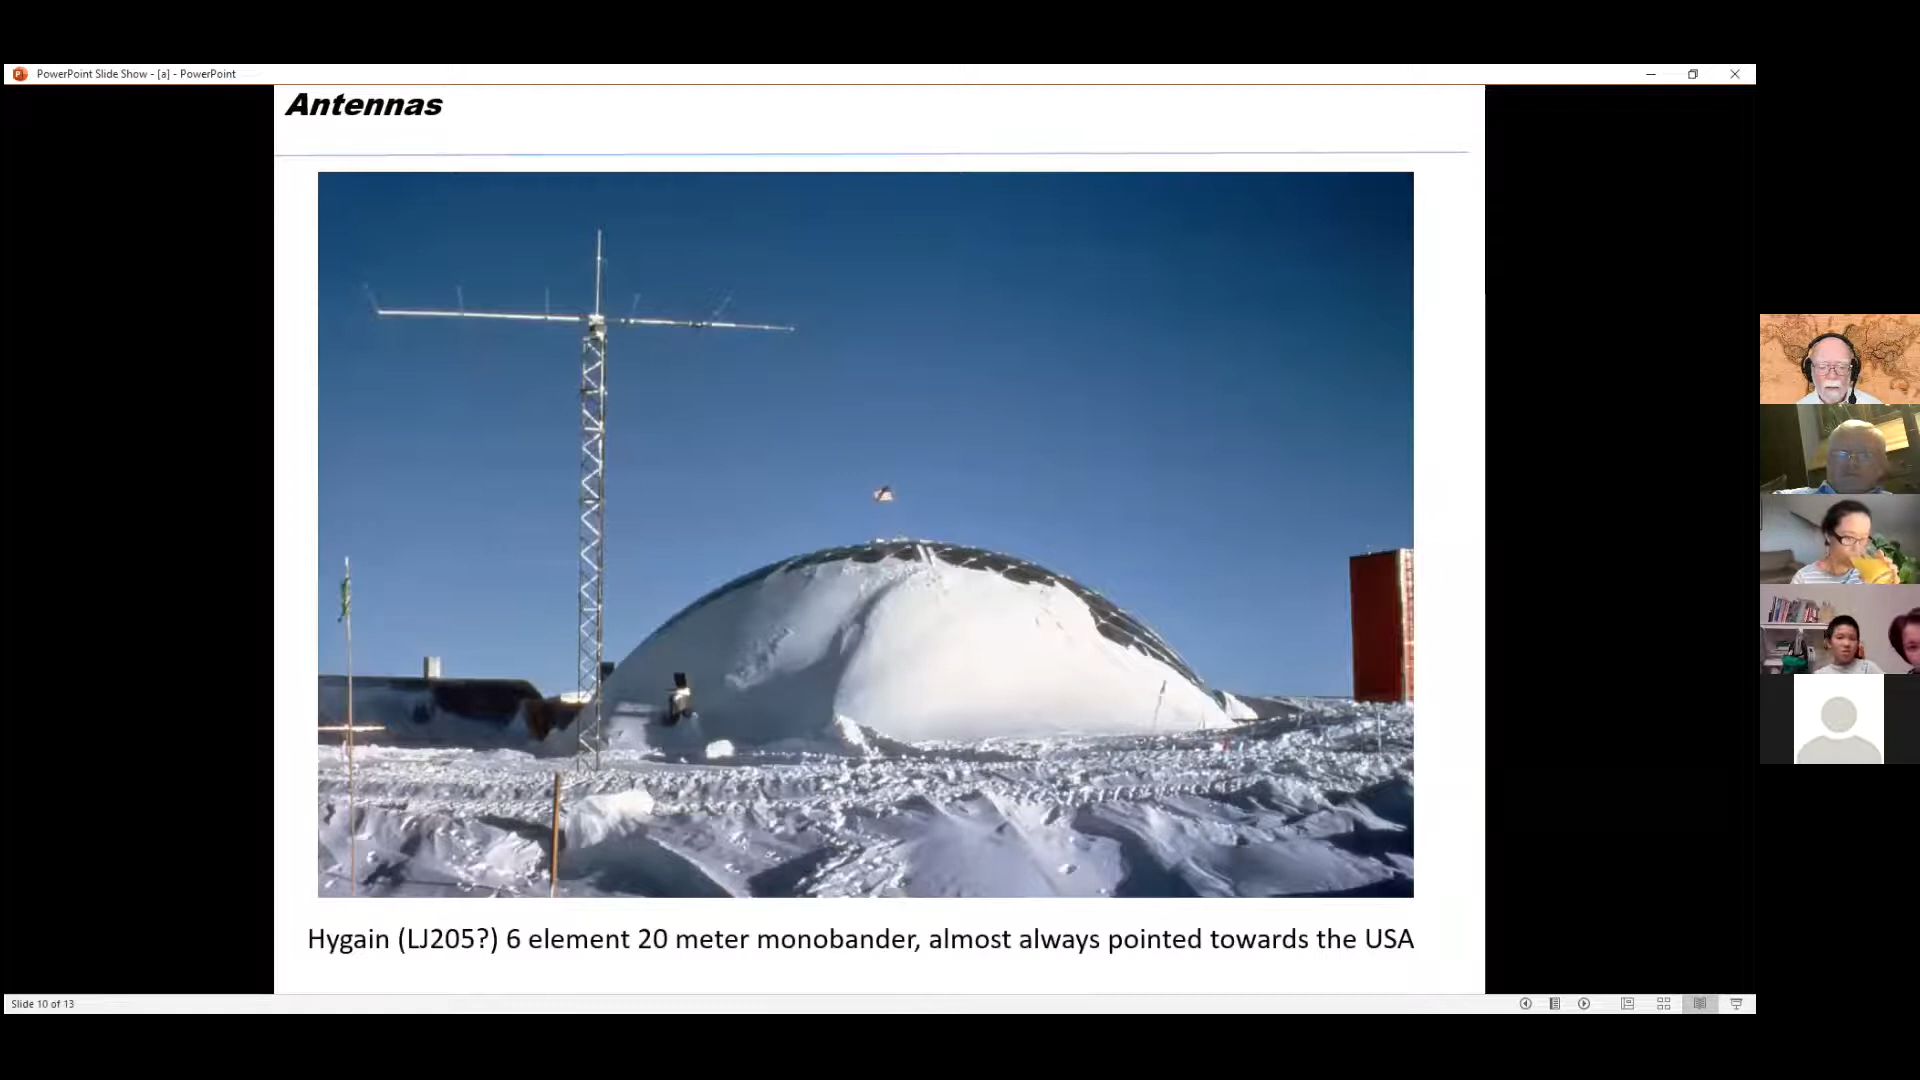 PowerPoint Slide Show - [a] - PowerPoint
Antennas
Hygain (LJ205?) 6 element 20 meter monobander, almost always pointed towards the USA
Slide 10 of 13